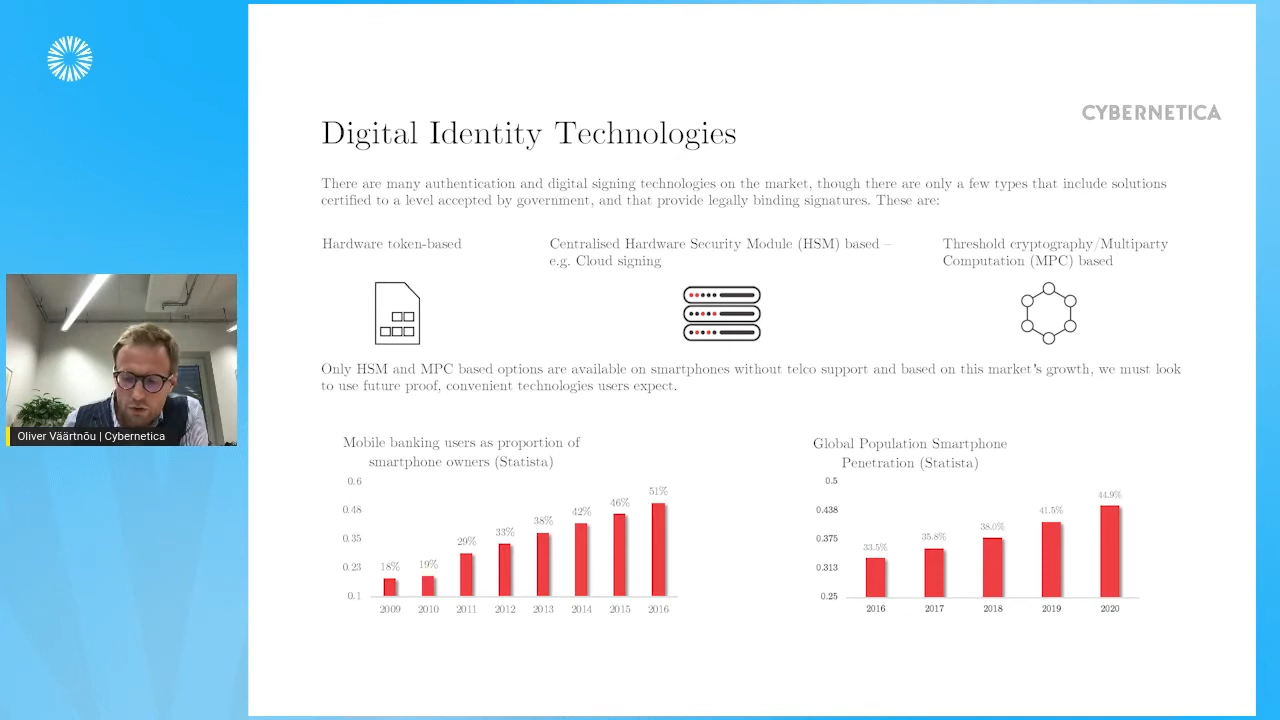 CYBERNETICA
Digital Identity Technologies
There are many authentication and digital signing technologies on the market, though there are only a few types that include solutions
certified to a level accepted by government, and that provide legally binding signatures. These are:
Hardware token-based
Centralised Hardware Security Module (HSM) based –
e.g. Cloud signing
Threshold cryptography/Multiparty
Computation (MPC) based
Only HSM and MPC based options are available on smartphones without telco support and based on this market's growth, we must look
to use future proof, convenient technologies users expect.
Oliver Väärtnõu | Cybernetica
Mobile banking users as proportion of
smartphone owners (Statista)
0.6
0.48
0.35
0.23
0.1
18%
19%
29%
33%
38%
42%
46%
51%
2009
2010
2011
2012
2013
2014
2015
2016
Global Population Smartphone
Penetration (Statista)
0.5
0.438
0.375
0.313
0.25
33.5%
35.8%
38.0%
41.5%
44.9%
2016
2017
2018
2019
2020